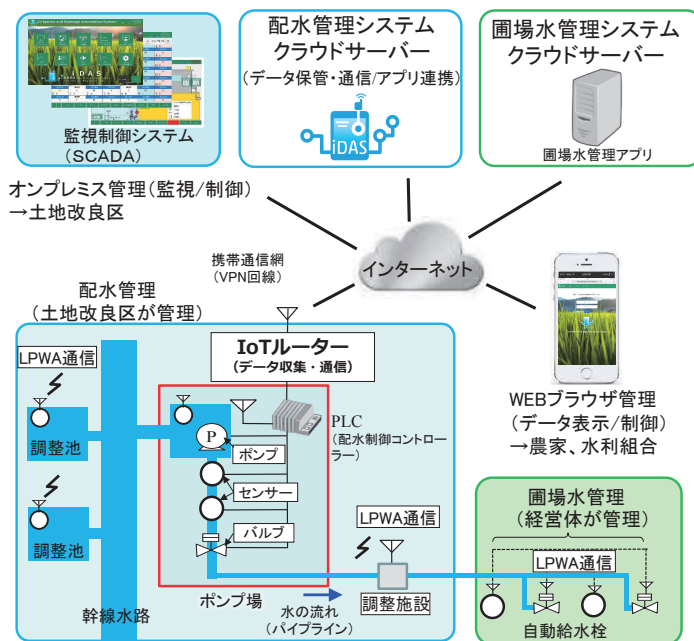 iDAS
監視制御システム
(SCADA)
配水管理システム
クラウドサーバー
(データ保管・通信/アプリ連携)
iDAS
圃場水管理システム
クラウドサーバー
圃場水管理アプリ
オンプレミス管理(監視/制御)
→土地改良区
携帯通信網
(VPN回線)
インターネット
配水管理
(土地改良区が管理)
LPWA通信
IoTルーター
(データ収集・通信)
PLC
(配水制御コントロー
ラー)
WEBブラウザ管理
(データ表示/制御)
→農家、水利組合
調整池
P
ポンプ
センサー
バルブ
調整池
幹線水路
ポンプ場
水の流れ
(パイプライン)
LPWA通信
調整施設
圃場水管理
(経営体が管理)
LPWA通信
自動給水栓